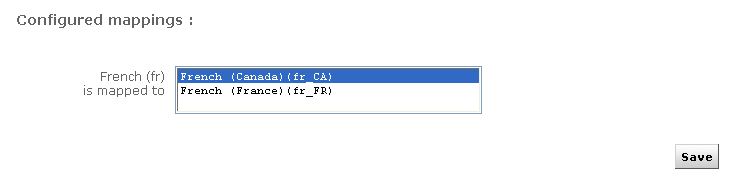 Configured mappings :
French (fr)
is mapped to
French (Canada)(fr_CA)
French (France)(fr_FR)
Save